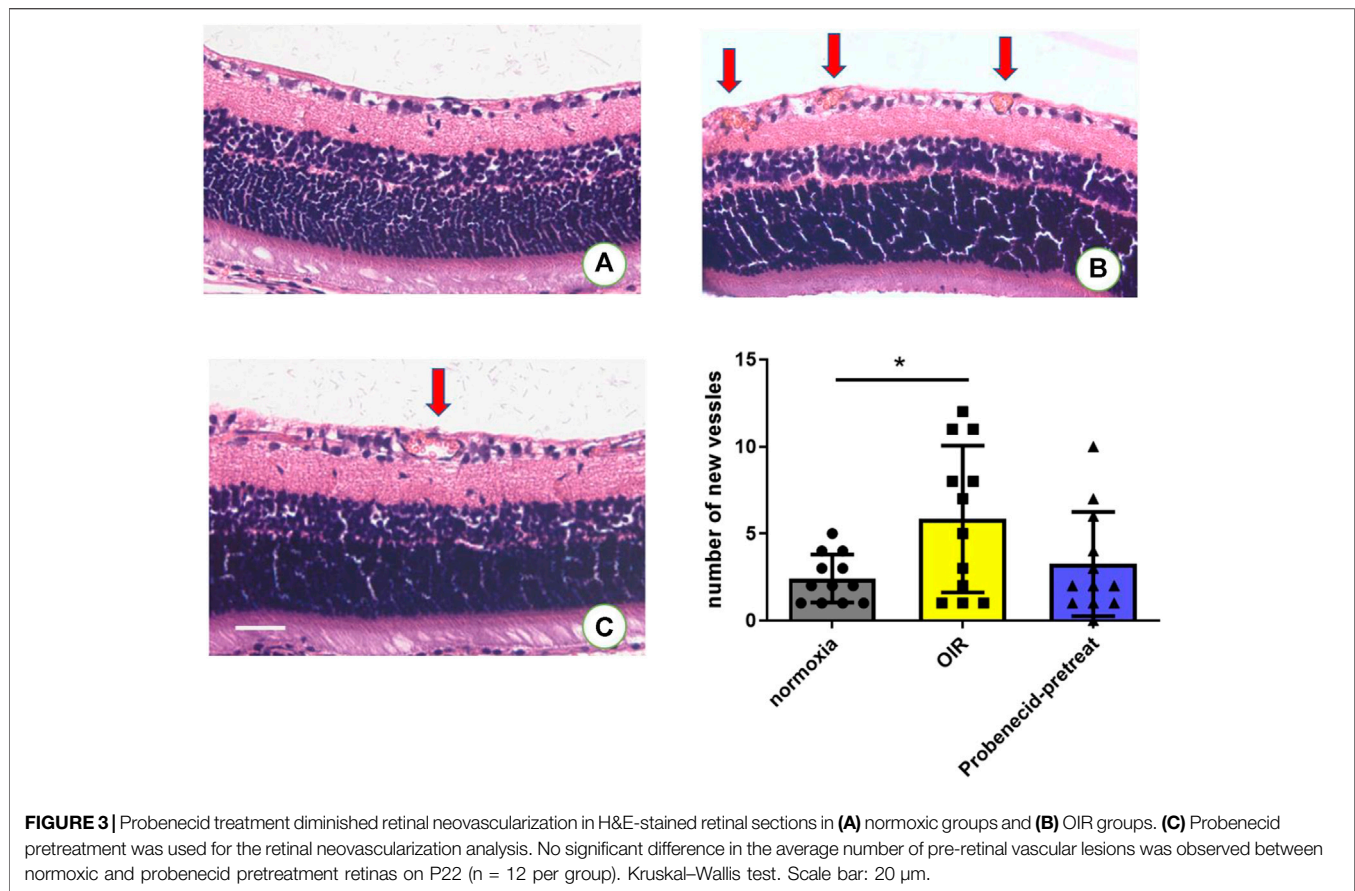 A
B
C
15
10
5
0
number of new vessles
*
normoxia
OIR
Probenecid-pretreat
FIGURE 3 | Probenecid treatment diminished retinal neovascularization in H&E-stained retinal sections in (A) normoxic groups and (B) OIR groups. (C) Probenecid
pretreatment was used for the retinal neovascularization analysis. No significant difference in the average number of pre-retinal vascular lesions was observed between
normoxic and probenecid pretreatment retinas on P22 (n = 12 per group). Kruskal–Wallis test. Scale bar: 20 μm.